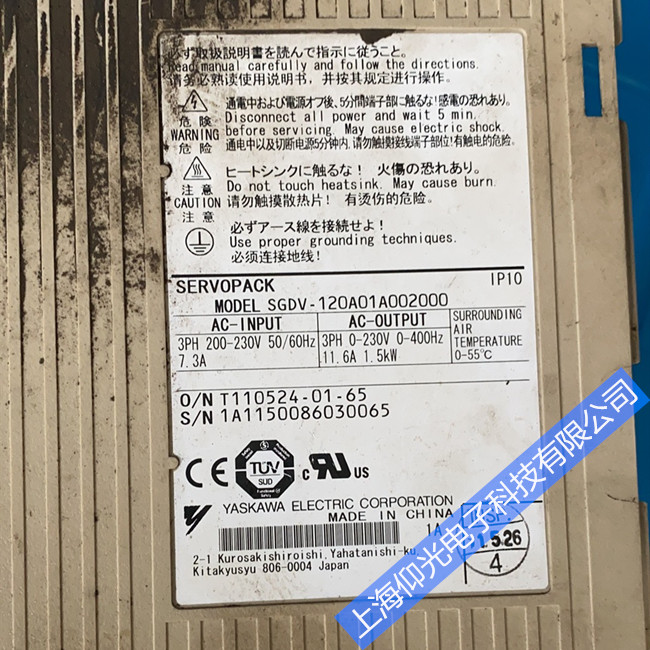 必ず取扱説明書を読んで指示に従うこと。
Read manual carefully and follow the directions.
请务必熟读使用说明书，并按其规定进行操作。
危険
WARNING
危险
通電中および電源オフ後、5分間端子部に触るな!感電の恐れあり。
Disconnect all power and wait 5 min.
before servicing. May cause electric shock.
通电中以及切断电源5分钟内，请勿触摸接线端子部位!有触电的危险。
注意
CAUTION
注意
ヒートシンクに触るな! 火傷の恐れあり。
Do not touch heatsink. May cause burn.
请勿触摸散热片! 有烫伤的危险。
必ずアース線を接続せよ!
Use proper grounding techniques.
必须连接地线!
SERVOPACK IP10
MODEL SGDV-120A01A002000
AC-INPUT
3PH 200-230V 50/60Hz
7.3A
AC-OUTPUT
3PH 0-230V 0-400Hz
11.6A 1.5kW
SURROUNDING
AIR
TEMPERATURE
0-55℃
O/N T110524-01-65
S/N 1A1150086030065
CE
TÜV
SÜD
Functional
Safety
c RU US
YASKAWA ELECTRIC CORPORATION
MADE IN CHINA
1A
2-1 Kurosakishiroishi, Yahatanishi-ku,
Kitakyusyu 806-0004 Japan
5.26
4
上海仰光电子科技有限公司